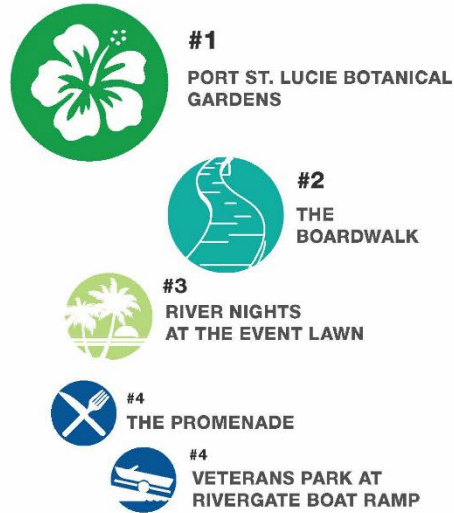 #1
PORT ST. LUCIE BOTANICAL
GARDENS
#2
THE
BOARDWALK
#3
RIVER NIGHTS
AT THE EVENT LAWN
#4
THE PROMENADE
#4
VETERANS PARK AT
RIVERGATE BOAT RAMP